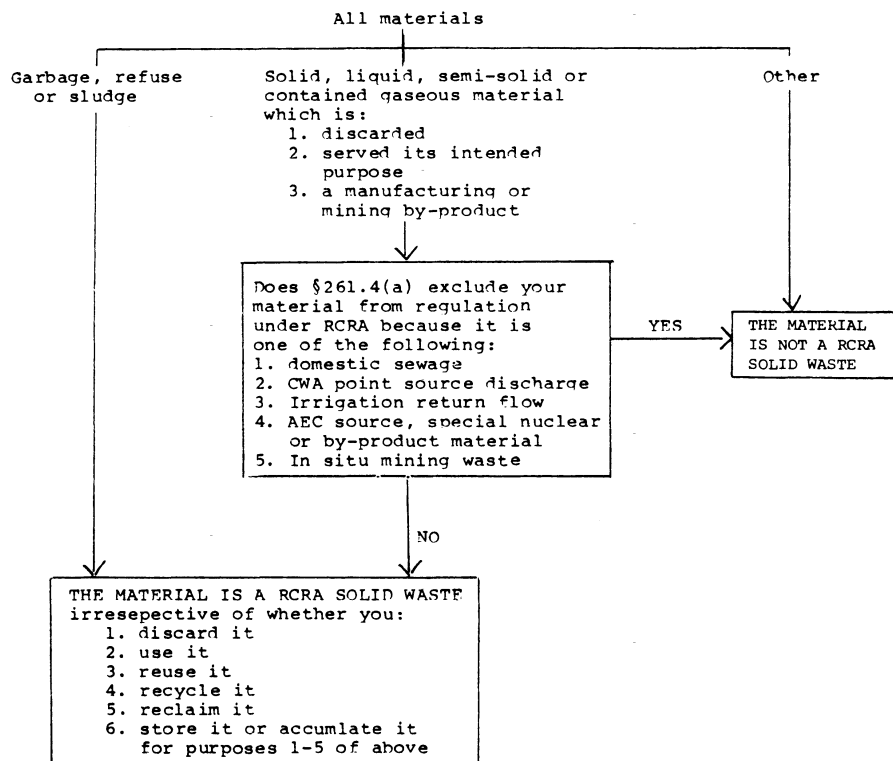 All materials
Garbage, refuse
or sludge
Solid, liquid, semi-solid or
contained gaseous material
which is:
1. discarded
2. served its intended
purpose
3. a manufacturing or
mining by-product
Other
Does §261.4(a) exclude your
material from regulation
under RCRA because it is
one of the following:
1. domestic sewage
2. CWA point source discharge
3. Irrigation return flow
4. AEC source, special nuclear
or by-product material
5. In situ mining waste
YES
THE MATERIAL
IS NOT A RCRA
SOLID WASTE
NO
THE MATERIAL IS A RCRA SOLID WASTE
irresepective of whether you:
1. discard it
2. use it
3. reuse it
4. recycle it
5. reclaim it
6. store it or accumlate it
for purposes 1-5 of above